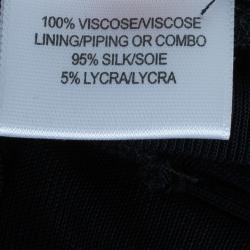 100% VISCOSE/VISCOSE
LINING/PIPING OR COMBO
95% SILK/SOIE
5% LYCRA/LYCRA